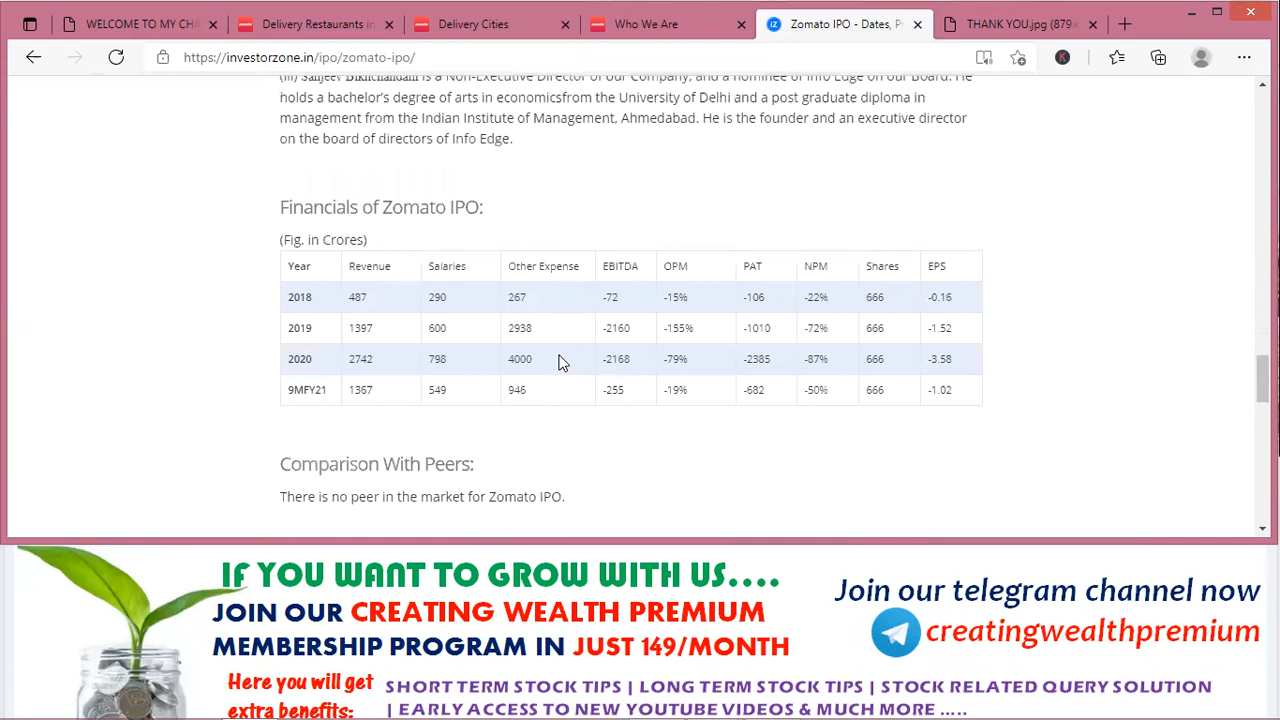 WELCOME TO MY CHA
Delivery Restaurants in
Delivery Cities
Who We Are
Zomato IPO - Dates, P
THANK YOU.jpg (879×
https://investorzone.in/ipo/zomato-ipo/
(iii) Sanjeev Bikhchandani is a Non-Executive Director of our Company, and a nominee of Info Edge on our Board. He
holds a bachelor's degree of arts in economicsfrom the University of Delhi and a post graduate diploma in
management from the Indian Institute of Management, Ahmedabad. He is the founder and an executive director
on the board of directors of Info Edge.
Financials of Zomato IPO:
(Fig. in Crores)
Year Revenue Salaries Other Expense EBITDA OPM PAT NPM Shares EPS
2018 487 290 267 -72 -15% -106 -22% 666 -0.16
2019 1397 600 2938 -2160 -155% -1010 -72% 666 -1.52
2020 2742 798 4000 -2168 -79% -2385 -87% 666 -3.58
9MFY21 1367 549 946 -255 -19% -682 -50% 666 -1.02
Comparison With Peers:
There is no peer in the market for Zomato IPO.
IF YOU WANT TO GROW WITH US....
JOIN OUR CREATING WEALTH PREMIUM
MEMBERSHIP PROGRAM IN JUST 149/MONTH
Join our telegram channel now
creatingwealthpremium
Here you will get
extra benefits:
SHORT TERM STOCK TIPS | LONG TERM STOCK TIPS | STOCK RELATED QUERY SOLUTION
| EARLY ACCESS TO NEW YOUTUBE VIDEOS & MUCH MORE .....